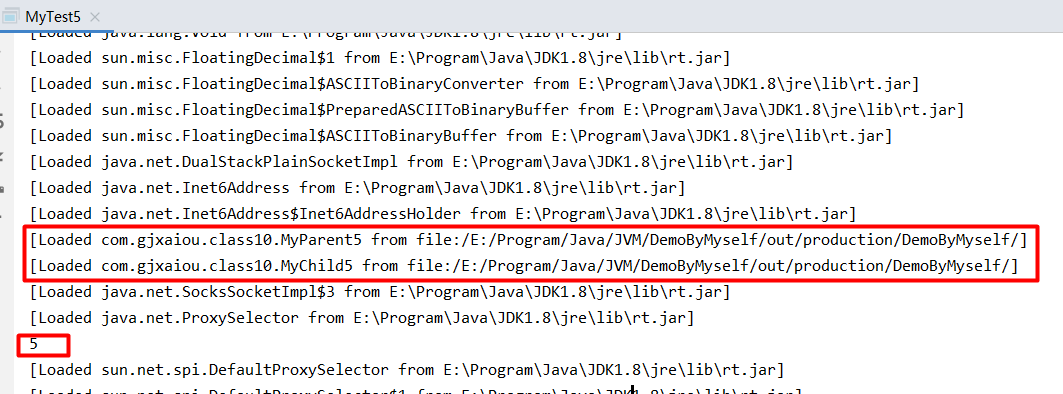 MyTest5
[Loaded java.lang.Void from E:\Program\Java\JDK1.8\jre\lib\rt.jar]
[Loaded sun.misc.FloatingDecimal$1 from E:\Program\Java\JDK1.8\jre\lib\rt.jar]
[Loaded sun.misc.FloatingDecimal$ASCIIToBinaryConverter from E:\Program\Java\JDK1.8\jre\lib\rt.jar]
[Loaded sun.misc.FloatingDecimal$PreparedASCIIToBinaryBuffer from E:\Program\Java\JDK1.8\jre\lib\rt.jar]
[Loaded sun.misc.FloatingDecimal$ASCIIToBinaryBuffer from E:\Program\Java\JDK1.8\jre\lib\rt.jar]
[Loaded java.net.DualStackPlainSocketImpl from E:\Program\Java\JDK1.8\jre\lib\rt.jar]
[Loaded java.net.Inet6Address from E:\Program\Java\JDK1.8\jre\lib\rt.jar]
[Loaded java.net.Inet6Address$Inet6AddressHolder from E:\Program\Java\JDK1.8\jre\lib\rt.jar]
[Loaded com.gjxaiou.class10.MyParent5 from file:/E:/Program/Java/JVM/DemoByMyself/out/production/DemoByMyself/]
[Loaded com.gjxaiou.class10.MyChild5 from file:/E:/Program/Java/JVM/DemoByMyself/out/production/DemoByMyself/]
[Loaded java.net.SocksSocketImpl$3 from E:\Program\Java\JDK1.8\jre\lib\rt.jar]
[Loaded java.net.ProxySelector from E:\Program\Java\JDK1.8\jre\lib\rt.jar]
5
[Loaded sun.net.spi.DefaultProxySelector from E:\Program\Java\JDK1.8\jre\lib\rt.jar]
[Loaded sun.net.spi.DefaultProxySelector$1 from E:\Program\Java\JDK1.8\jre\lib\rt.jar]